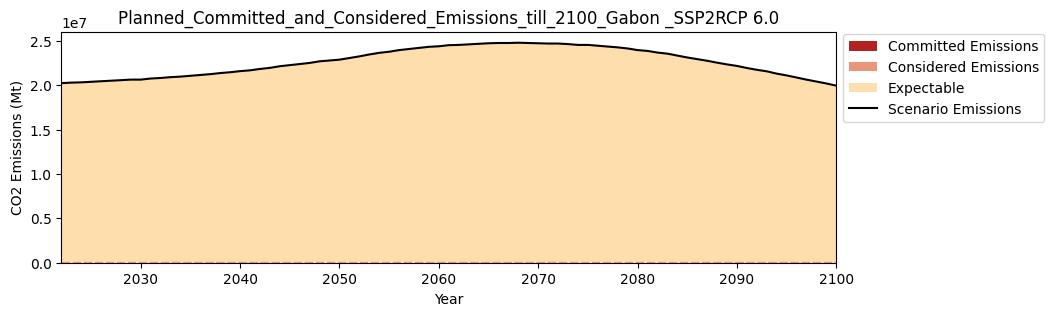 Planned_Committed_and_Considered_Emissions_till_2100_Gabon _SSP2RCP 6.0
1e7
2.5
2.0
1.5
1.0
0.5
0.0
CO2 Emissions (Mt)
2030 2040 2050 2060 2070 2080 2090 2100
Year
Committed Emissions
Considered Emissions
Expectable
Scenario Emissions